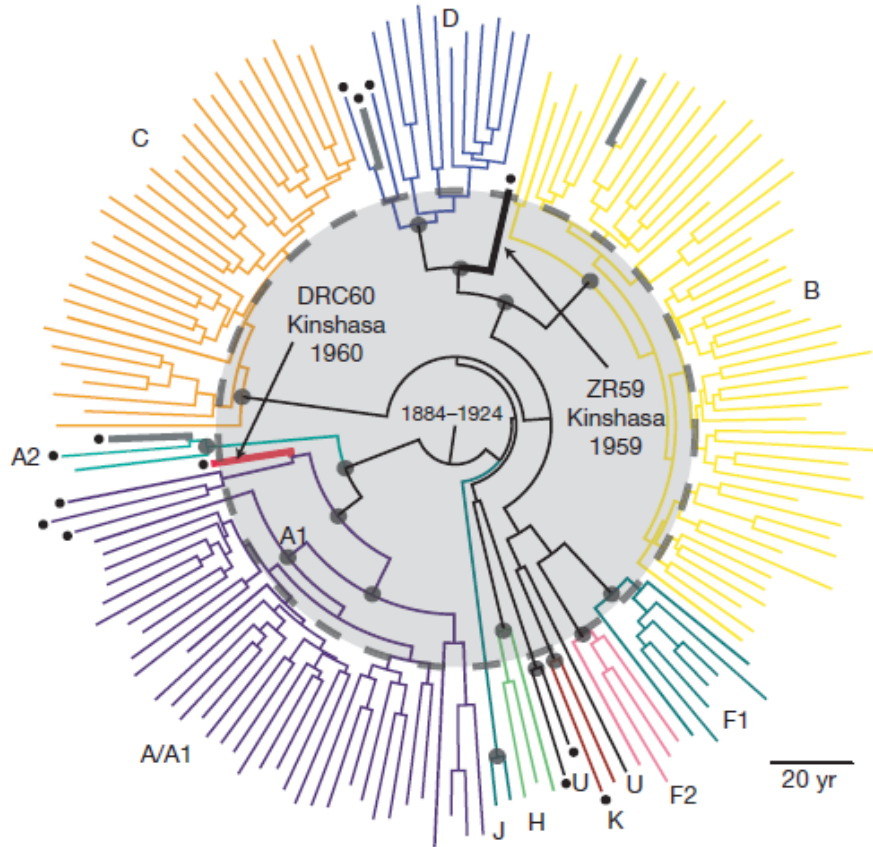 D
C
B
DRC60
Kinshasa
1960
ZR59
Kinshasa
1959
1884–1924
A2
A1
A/A1
F1
F2
U
U
K
H
J
20 yr